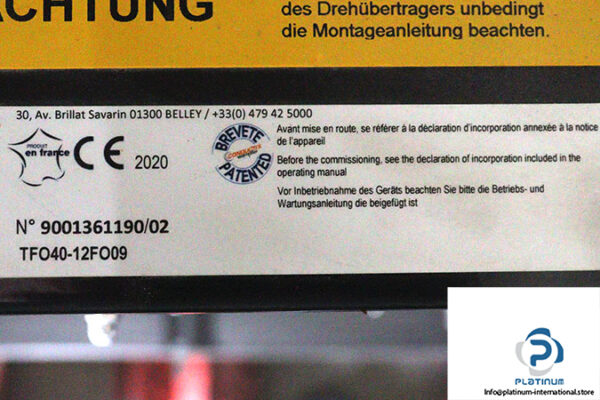 ACHTUNG
des Drehübertragers unbedingt
die Montageanleitung beachten.
30, Av. Brillat Savarin 01300 BELLEY / +33(0) 479 42 5000
PRODUIT
en france
CE 2020
BREVETE
CONDUCTIX
PATENTED
Avant mise en route, se référer à la déclaration d'incorporation annexée à la notice
de l'appareil
Before the commissioning, see the declaration of incorporation included in the
operating manual
Vor Inbetriebnahme des Geräts beachten Sie bitte die Betriebs- und
Wartungsanleitung die beigefügt ist
N° 9001361190/02
TFO40-12FO09
PLATINUM
Info@platinum-international.store